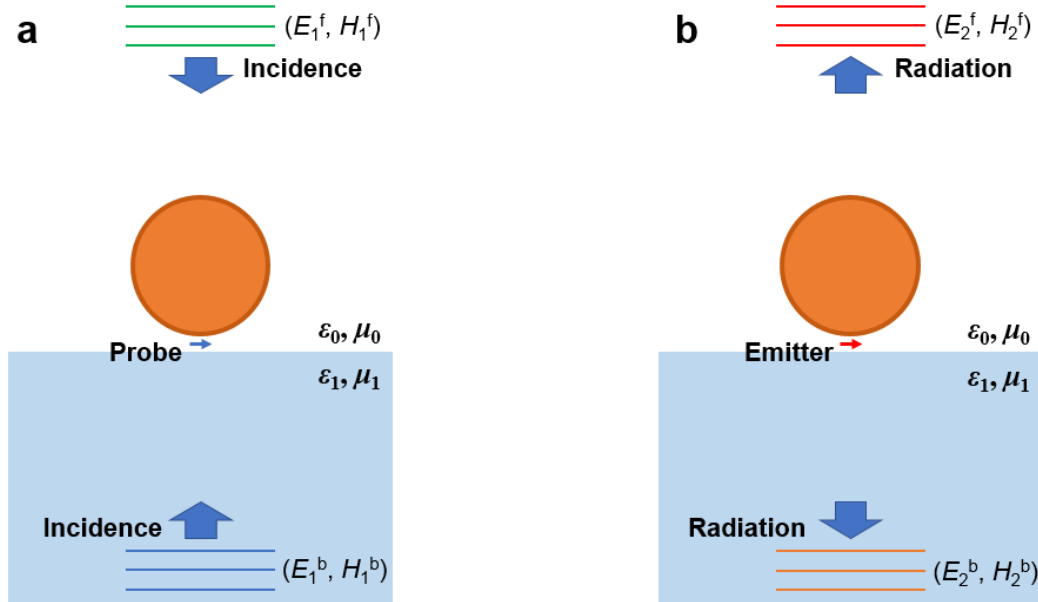 a
(E₁ᶠ, H₁ᶠ)
Incidence
ε₀, μ₀
Probe
ε₁, μ₁
Incidence
(E₁ᵇ, H₁ᵇ)
b
(E₂ᶠ, H₂ᶠ)
Radiation
ε₀, μ₀
Emitter
ε₁, μ₁
Radiation
(E₂ᵇ, H₂ᵇ)